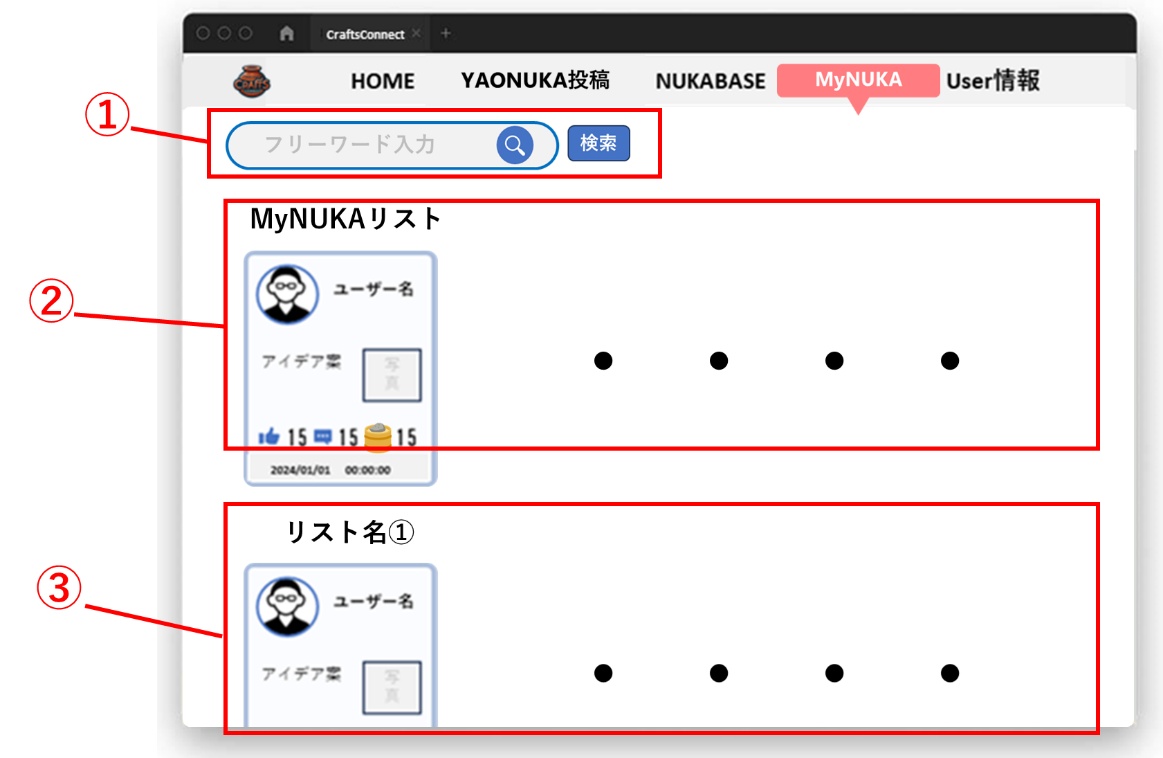 CraftsConnect × +
CRAFTS HOME YAONUKA投稿 NUKABASE MyNUKA User情報
①
フリーワード入力 検索
MyNUKAリスト
②
ユーザー名
アイデア案
写
真
15 15 15
2024/01/01 00:00:00
リスト名①
③
ユーザー名
アイデア案
写
真